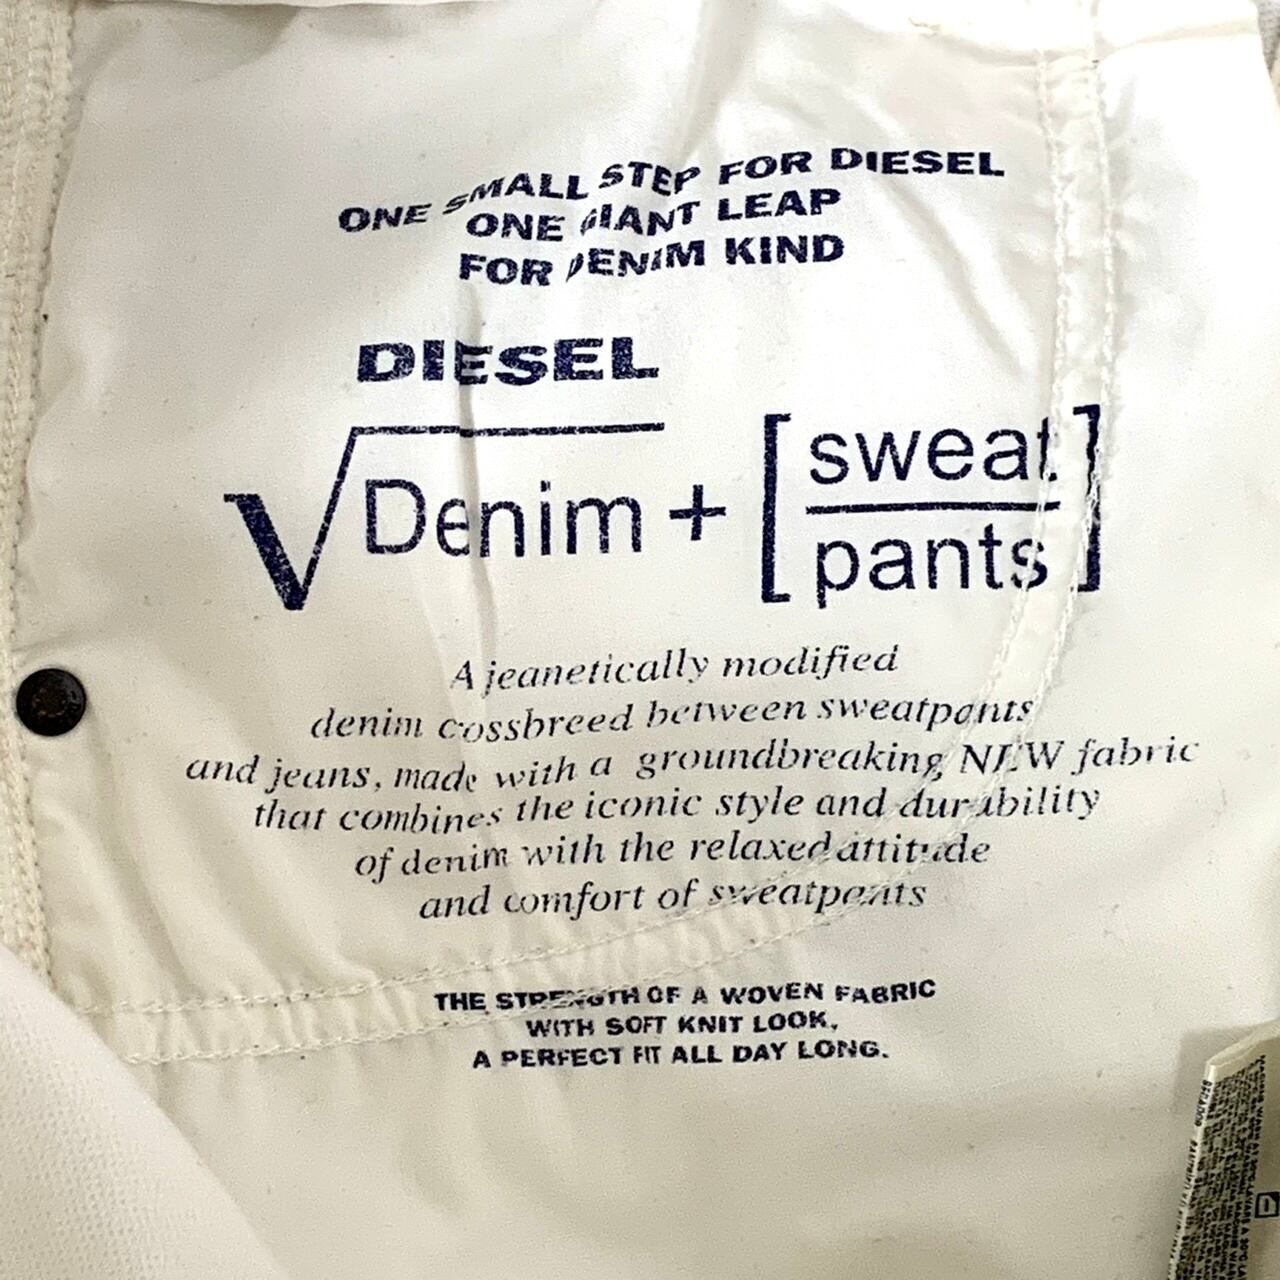 ONE SMALL STEP FOR DIESEL
ONE GIANT LEAP
FOR DENIM KIND
DIESEL
√Denim + [sweat
pants]
A jeanetically modified
denim cossbreed between sweatpants
and jeans, made with a groundbreaking NEW fabric
that combines the iconic style and durability
of denim with the relaxed attitude
and comfort of sweatpants
THE STRENGTH OF A WOVEN FABRIC
WITH SOFT KNIT LOOK,
A PERFECT FIT ALL DAY LONG.